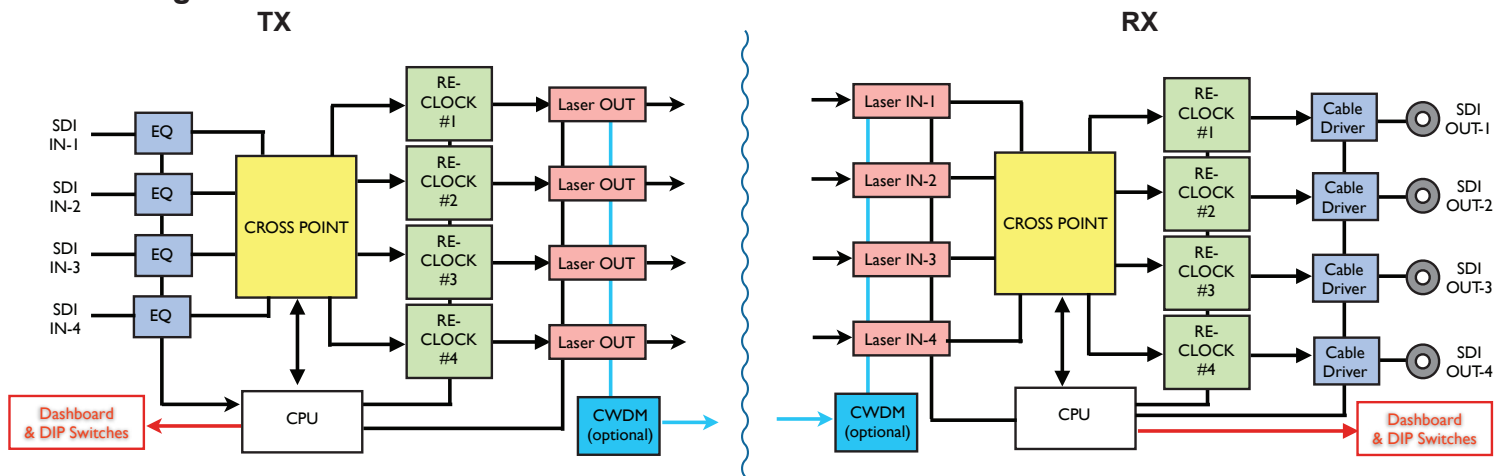 TX
SDI
IN-1
SDI
IN-2
SDI
IN-3
SDI
IN-4
EQ
EQ
EQ
EQ
CROSS POINT
RE-
CLOCK
#1
RE-
CLOCK
#2
RE-
CLOCK
#3
RE-
CLOCK
#4
Laser OUT
Laser OUT
Laser OUT
Laser OUT
CPU
Dashboard
& DIP Switches
CWDM
(optional)
RX
Laser IN-1
Laser IN-2
Laser IN-3
Laser IN-4
CROSS POINT
RE-
CLOCK
#1
RE-
CLOCK
#2
RE-
CLOCK
#3
RE-
CLOCK
#4
Cable
Driver
Cable
Driver
Cable
Driver
Cable
Driver
SDI
OUT-1
SDI
OUT-2
SDI
OUT-3
SDI
OUT-4
CWDM
(optional)
CPU
Dashboard
& DIP Switches